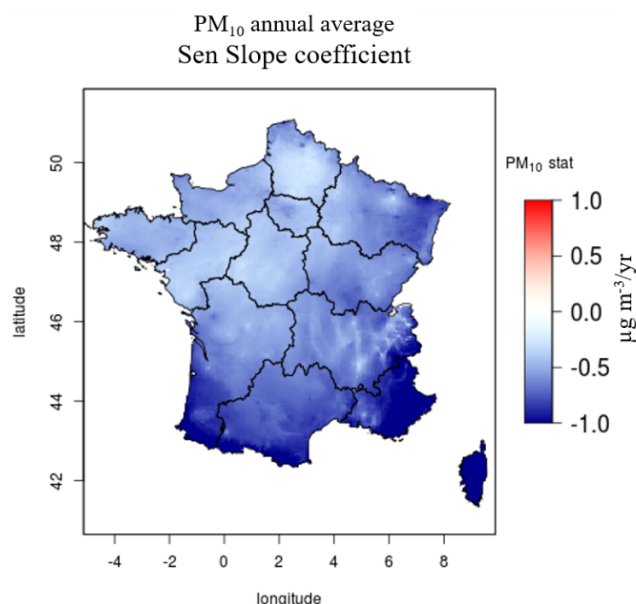 PM₁₀ annual average
Sen Slope coefficient
PM₁₀ stat
1.0
0.5
0.0
-0.5
-1.0
µg m⁻³/yr
latitude
50
48
46
44
42
-4 -2 0 2 4 6 8
longitude